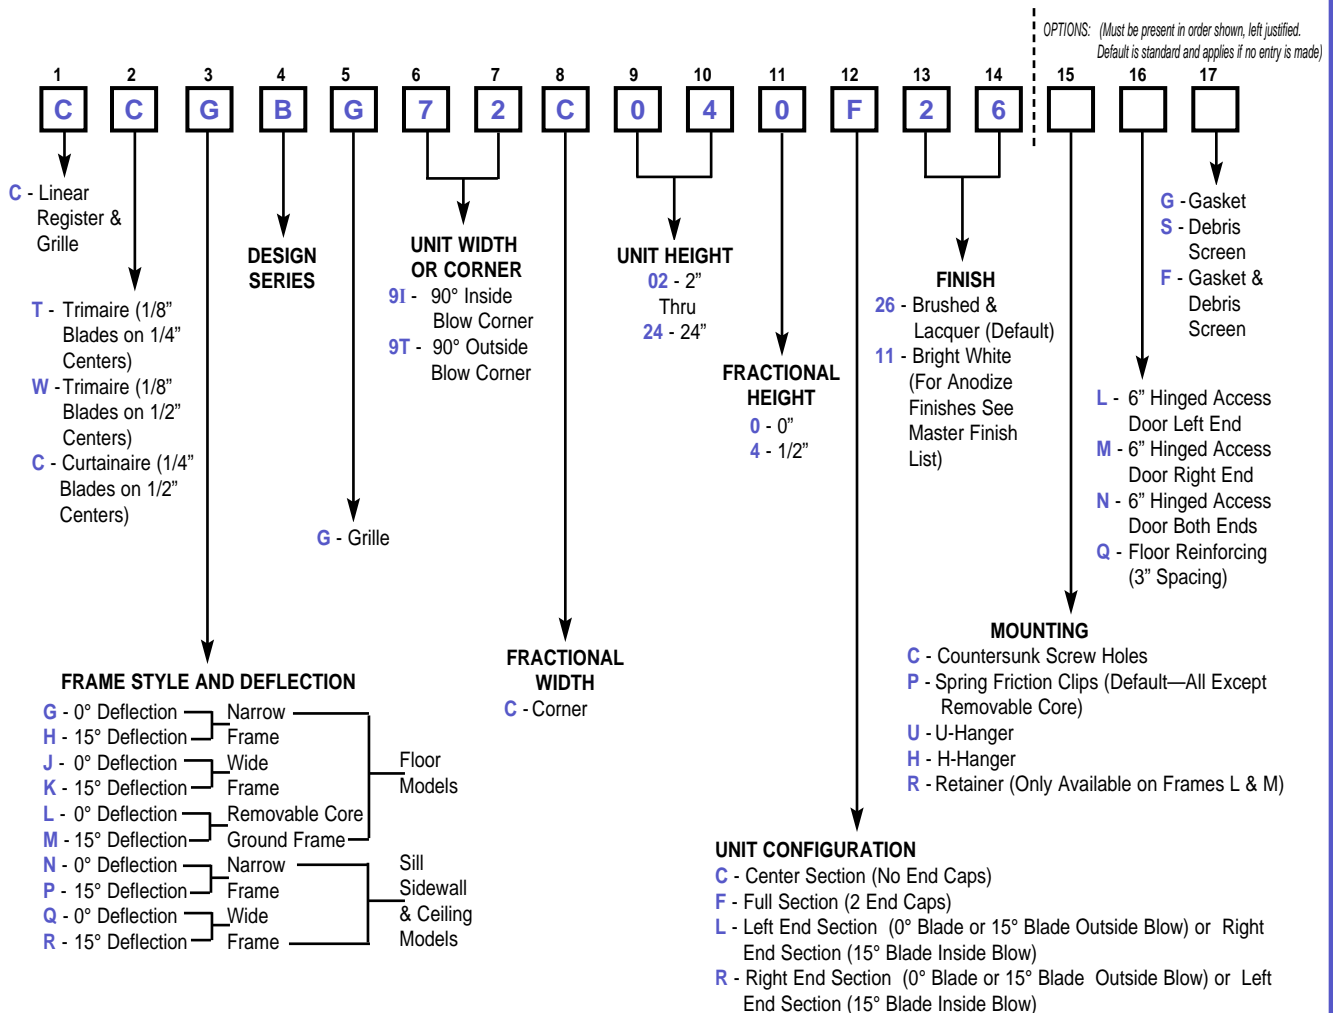 OPTIONS: (Must be present in order shown, left justified.
Default is standard and applies if no entry is made)
1 2 3 4 5 6 7 8 9 10 11 12 13 14 15 16 17
C C G B G 7 2 C 0 4 0 F 2 6
C - Linear
Register &
Grille
T - Trimaire (1/8”
Blades on 1/4”
Centers)
W - Trimaire (1/8”
Blades on 1/2”
Centers)
C - Curtainaire (1/4”
Blades on 1/2”
Centers)
FRAME STYLE AND DEFLECTION
G - 0° Deflection Narrow
H - 15° Deflection Frame
J - 0° Deflection Wide
K - 15° Deflection Frame
L - 0° Deflection Removable Core
M - 15° Deflection Ground Frame
Floor
Models
N - 0° Deflection Narrow
P - 15° Deflection Frame
Q - 0° Deflection Wide
R - 15° Deflection Frame
Sill
Sidewall
& Ceiling
Models
DESIGN
SERIES
G - Grille
UNIT WIDTH
OR CORNER
9I - 90° Inside
Blow Corner
9T - 90° Outside
Blow Corner
FRACTIONAL
WIDTH
C - Corner
UNIT HEIGHT
02 - 2”
Thru
24 - 24”
FRACTIONAL
HEIGHT
0 - 0”
4 - 1/2”
UNIT CONFIGURATION
C - Center Section (No End Caps)
F - Full Section (2 End Caps)
L - Left End Section (0° Blade or 15° Blade Outside Blow) or Right
End Section (15° Blade Inside Blow)
R - Right End Section (0° Blade or 15° Blade Outside Blow) or Left
End Section (15° Blade Inside Blow)
FINISH
26 - Brushed &
Lacquer (Default)
11 - Bright White
(For Anodize
Finishes See
Master Finish
List)
MOUNTING
C - Countersunk Screw Holes
P - Spring Friction Clips (Default—All Except
Removable Core)
U - U-Hanger
H - H-Hanger
R - Retainer (Only Available on Frames L & M)
L - 6” Hinged Access
Door Left End
M - 6” Hinged Access
Door Right End
N - 6” Hinged Access
Door Both Ends
Q - Floor Reinforcing
(3” Spacing)
G - Gasket
S - Debris
Screen
F - Gasket &
Debris
Screen